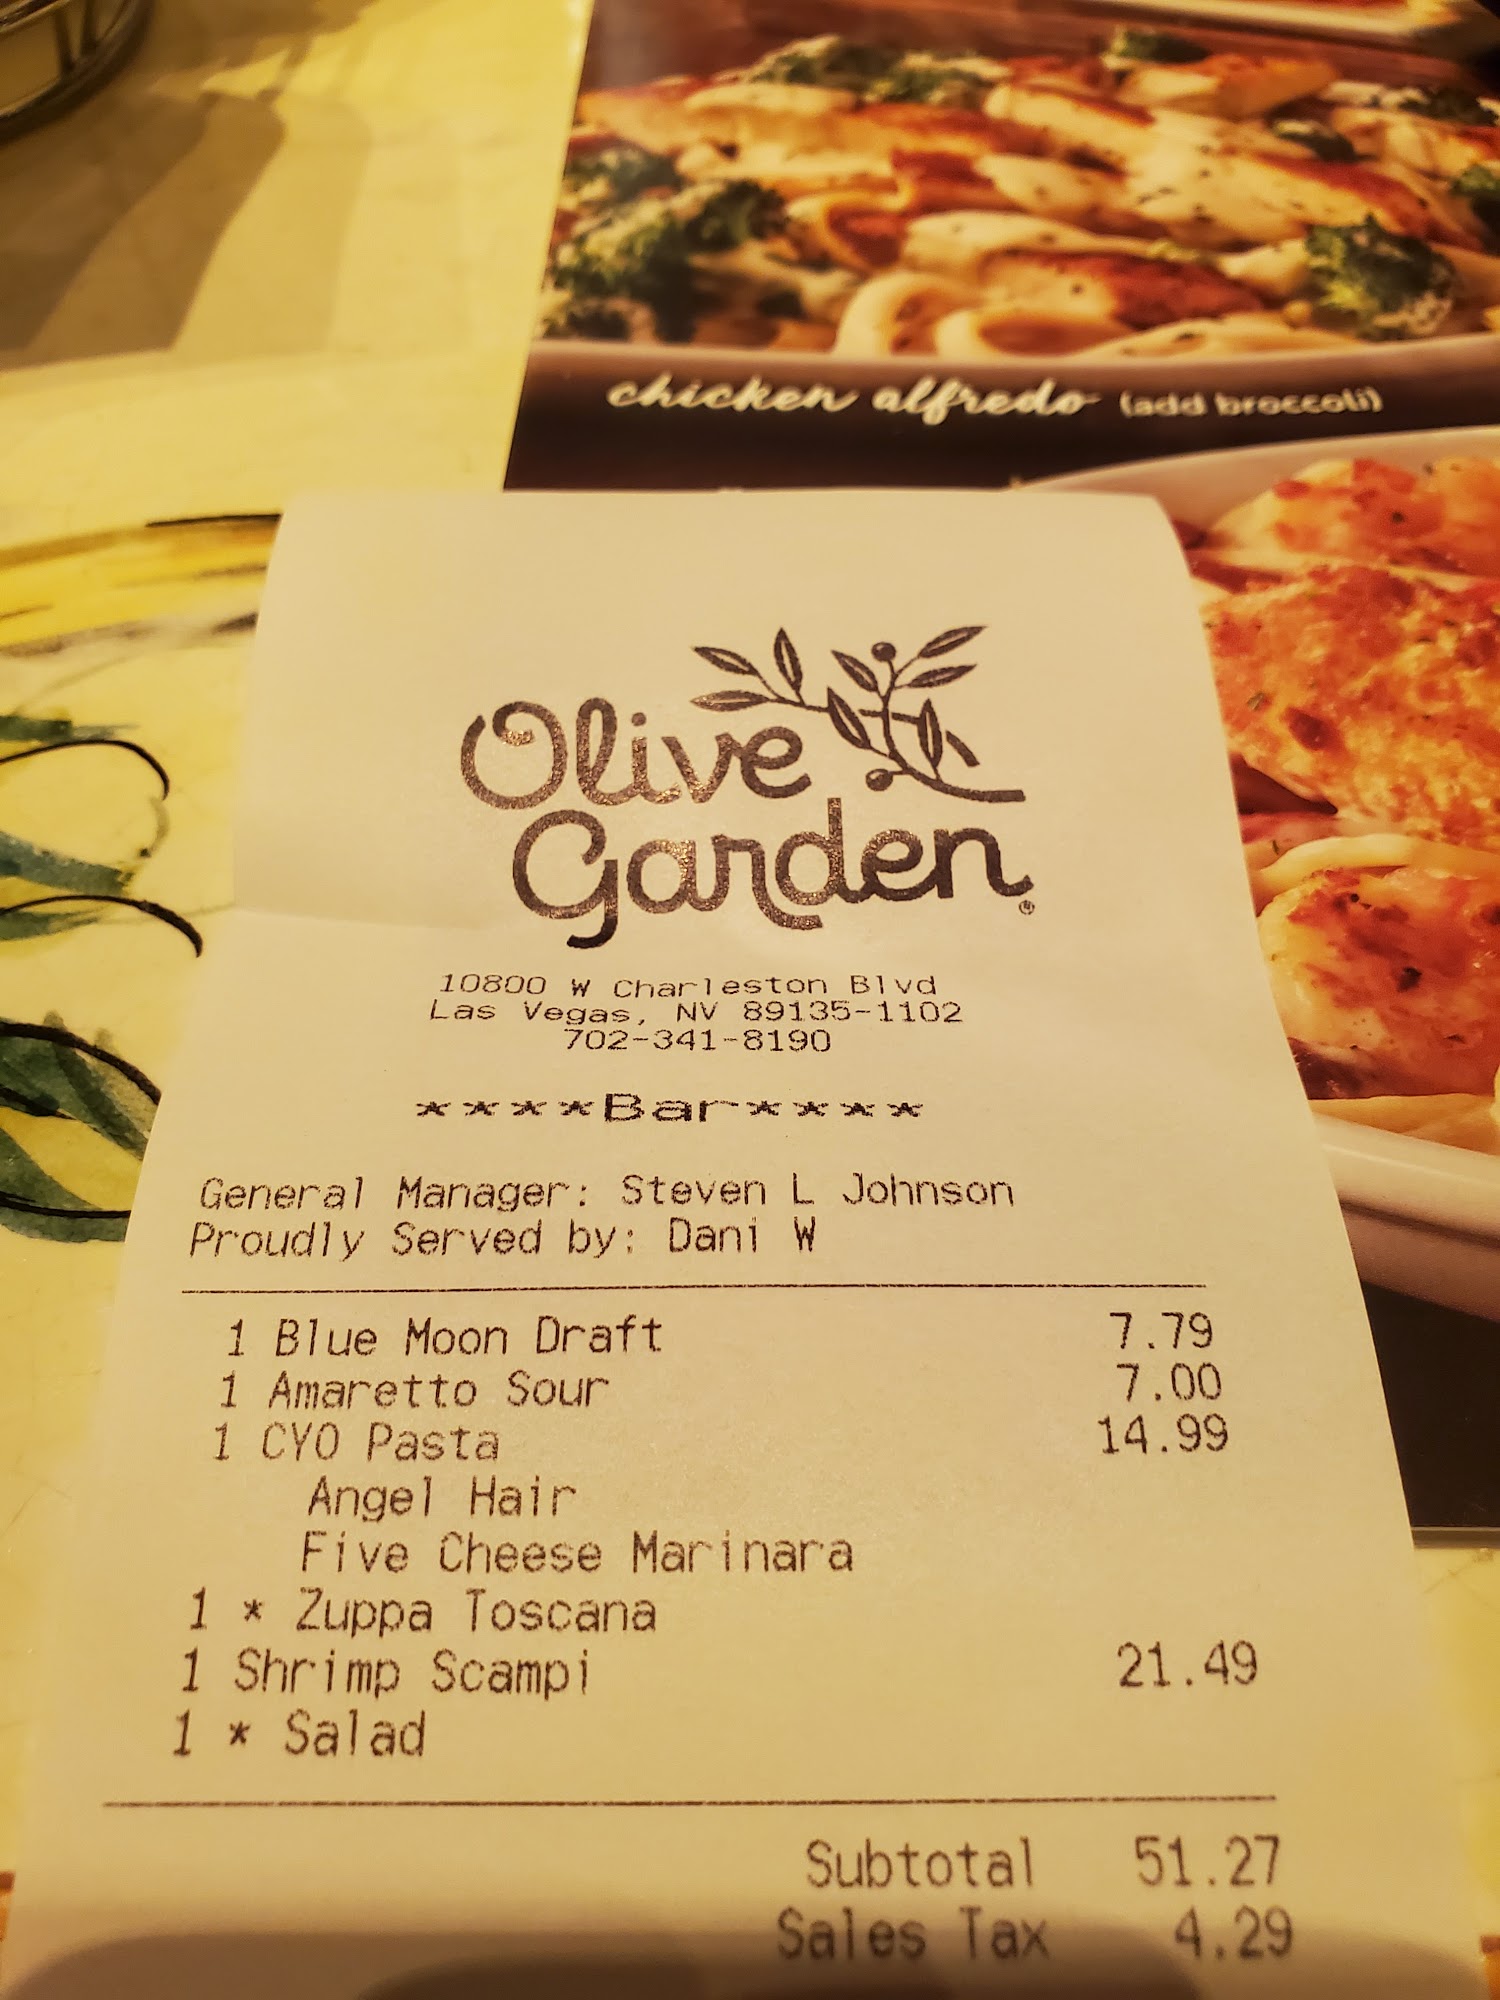 chicken alfredo (add broccoli)
Olive
Garden
10800 W Charleston Blvd
Las Vegas, NV 89135-1102
702-341-8190
****Bar****
General Manager: Steven L Johnson
Proudly Served by: Dani W
1 Blue Moon Draft 7.79
1 Amaretto Sour 7.00
1 CYO Pasta 14.99
Angel Hair
Five Cheese Marinara
1 * Zuppa Toscana
1 Shrimp Scampi 21.49
1 * Salad
Subtotal 51.27
Sales Tax 4.29